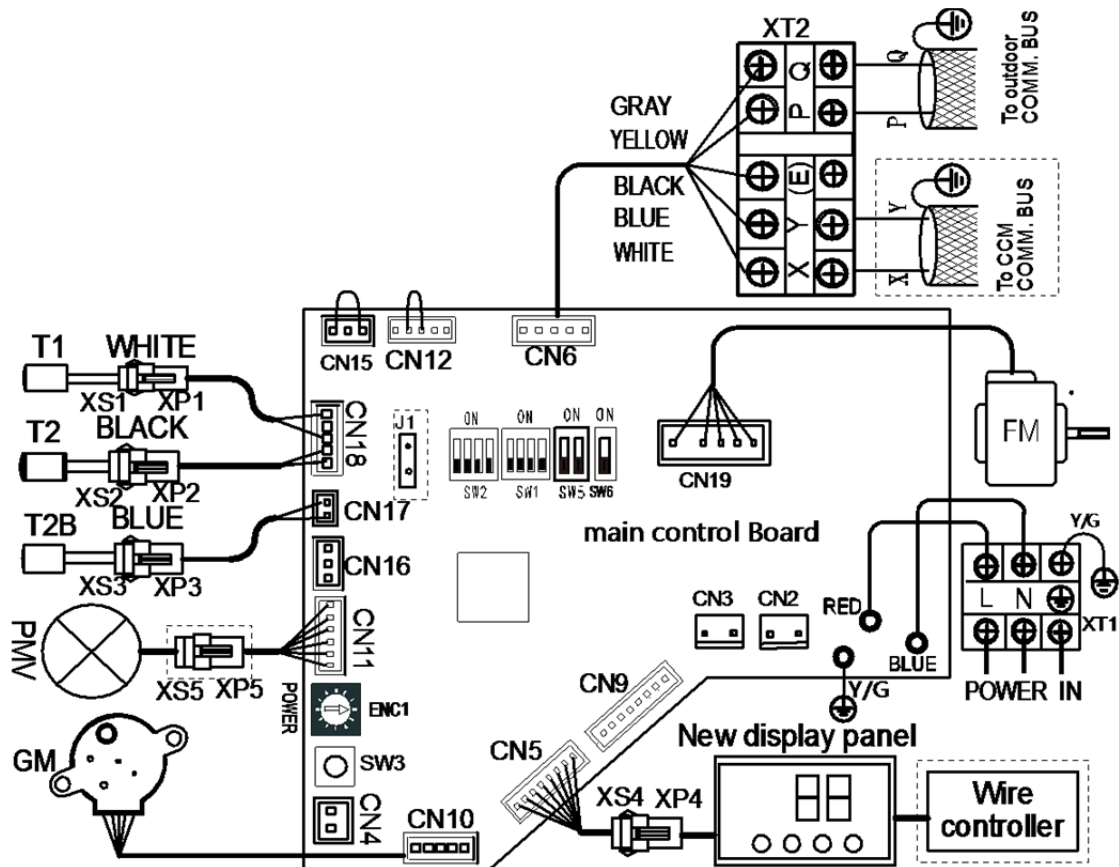 XT2
Q
Q
P
P
To outdoor
COMM. BUS
GRAY
YELLOW
BLACK
BLUE
WHITE
(E)
Y
Y
X
X
To CCM
COMM. BUS
T1
WHITE
XS1
XP1
CN15
CN12
CN6
T2
BLACK
XS2
XP2
CN18
J1
ON
ON
ON
ON
SW2
SW1
SW5
SW6
CN19
FM
T2B
BLUE
XS3
XP3
CN17
main control Board
Y/G
CN16
CN3
CN2
RED
L
N
XT1
BLUE
POWER IN
PMV
XS5
XP5
CN11
Y/G
POWER
ENC1
CN9
GM
SW3
CN5
New display panel
CN4
CN10
XS4
XP4
Wire
controller